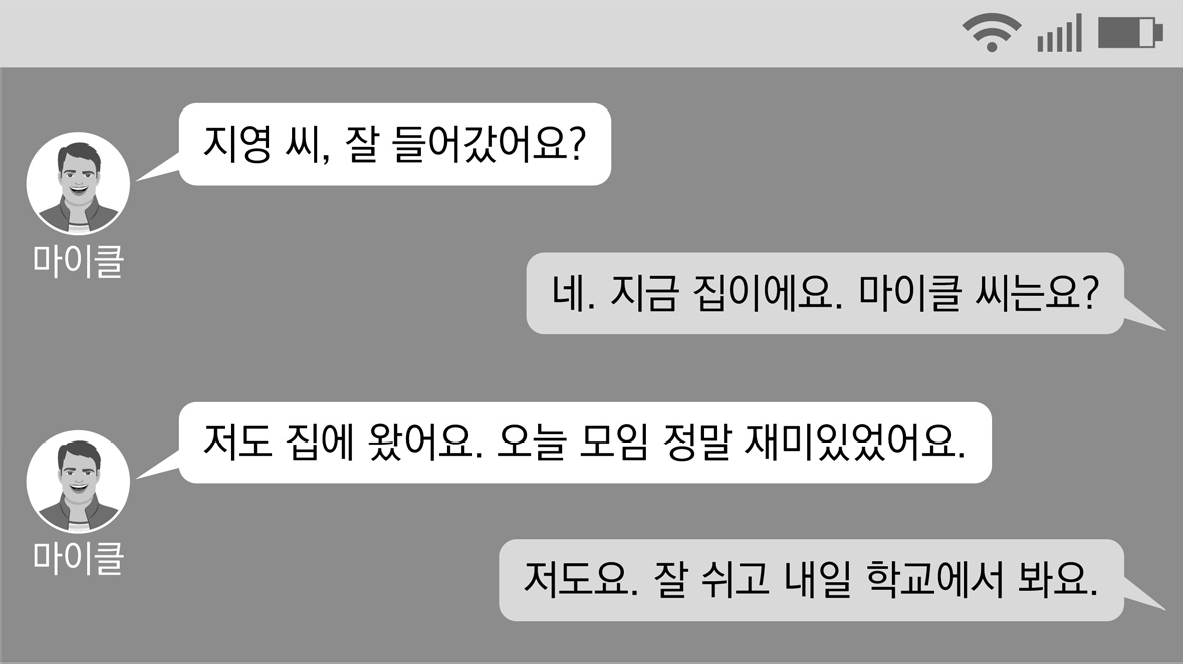 지영 씨, 잘 들어갔어요?
마이클
네. 지금 집이에요. 마이클 씨는요?
저도 집에 왔어요. 오늘 모임 정말 재미있었어요.
마이클
저도요. 잘 쉬고 내일 학교에서 봐요.